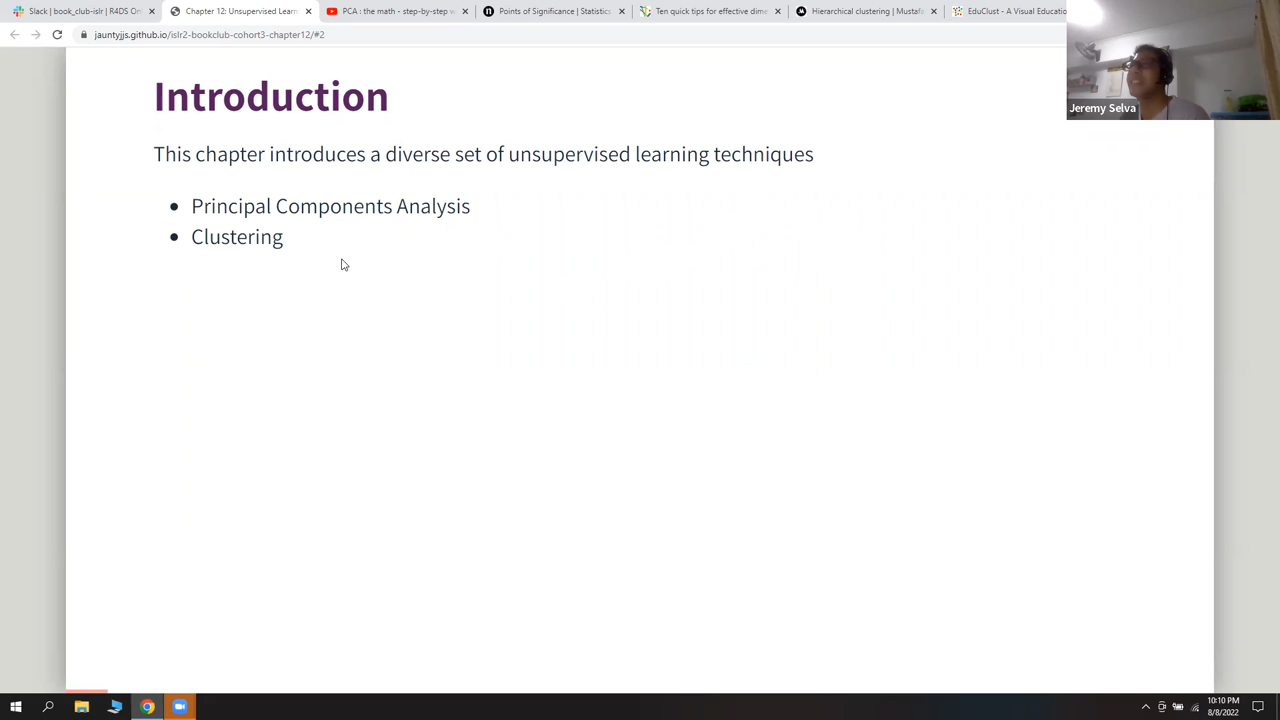 Slack | book_club-islr | R4DS On
Chapter 12: Unsupervised Learn
PCA : the math - step-by-step w
Points of Significance | Statistics
Ten quick tips for effective dime
Hierarchical clustering | Mustafa
EduClust - A Visual Educatio
jauntyjjs.github.io/islr2-bookclub-cohort3-chapter12/#2
Jeremy Selva
Introduction
This chapter introduces a diverse set of unsupervised learning techniques
Principal Components Analysis
Clustering
10:10 PM
8/8/2022